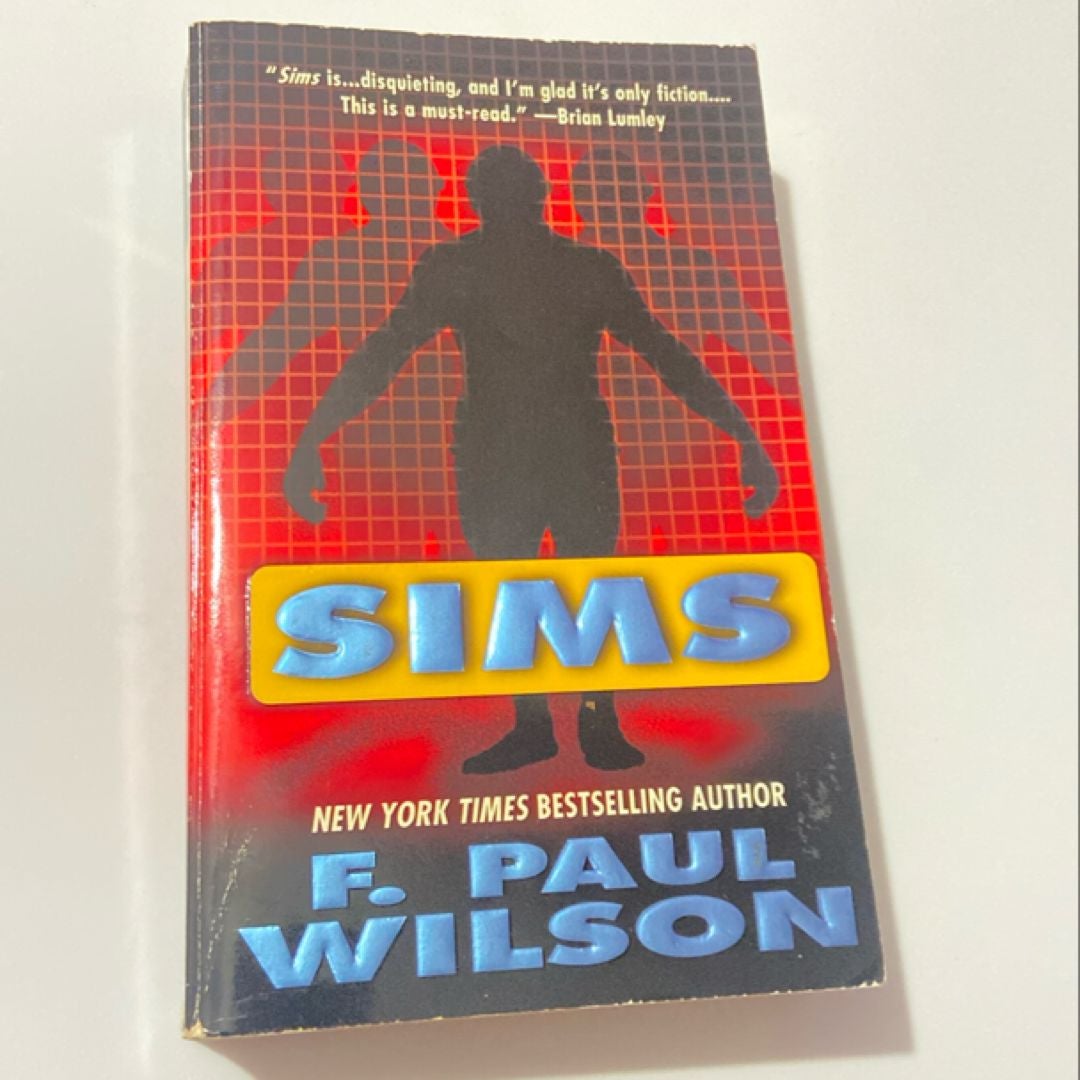 "Sims is...disquieting, and I'm glad it's only fiction....
This is a must-read." —Brian Lumley
SIMS
NEW YORK TIMES BESTSELLING AUTHOR
F. PAUL
WILSON